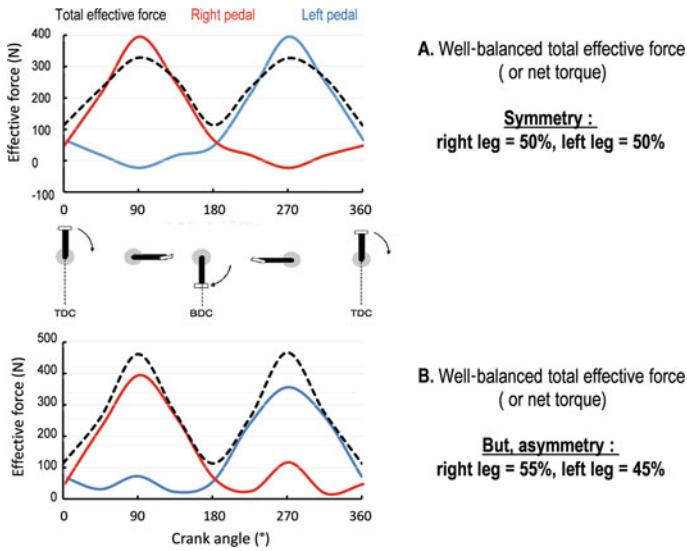 Total effective force Right pedal Left pedal
Effective force (N)
400
300
200
100
0
-100
0 90 180 270 360
A. Well-balanced total effective force
( or net torque)
Symmetry :
right leg = 50%, left leg = 50%
TDC BDC TDC
Effective force (N)
500
400
300
200
100
0
0 90 180 270 360
Crank angle (°)
B. Well-balanced total effective force
( or net torque)
But, asymmetry :
right leg = 55%, left leg = 45%